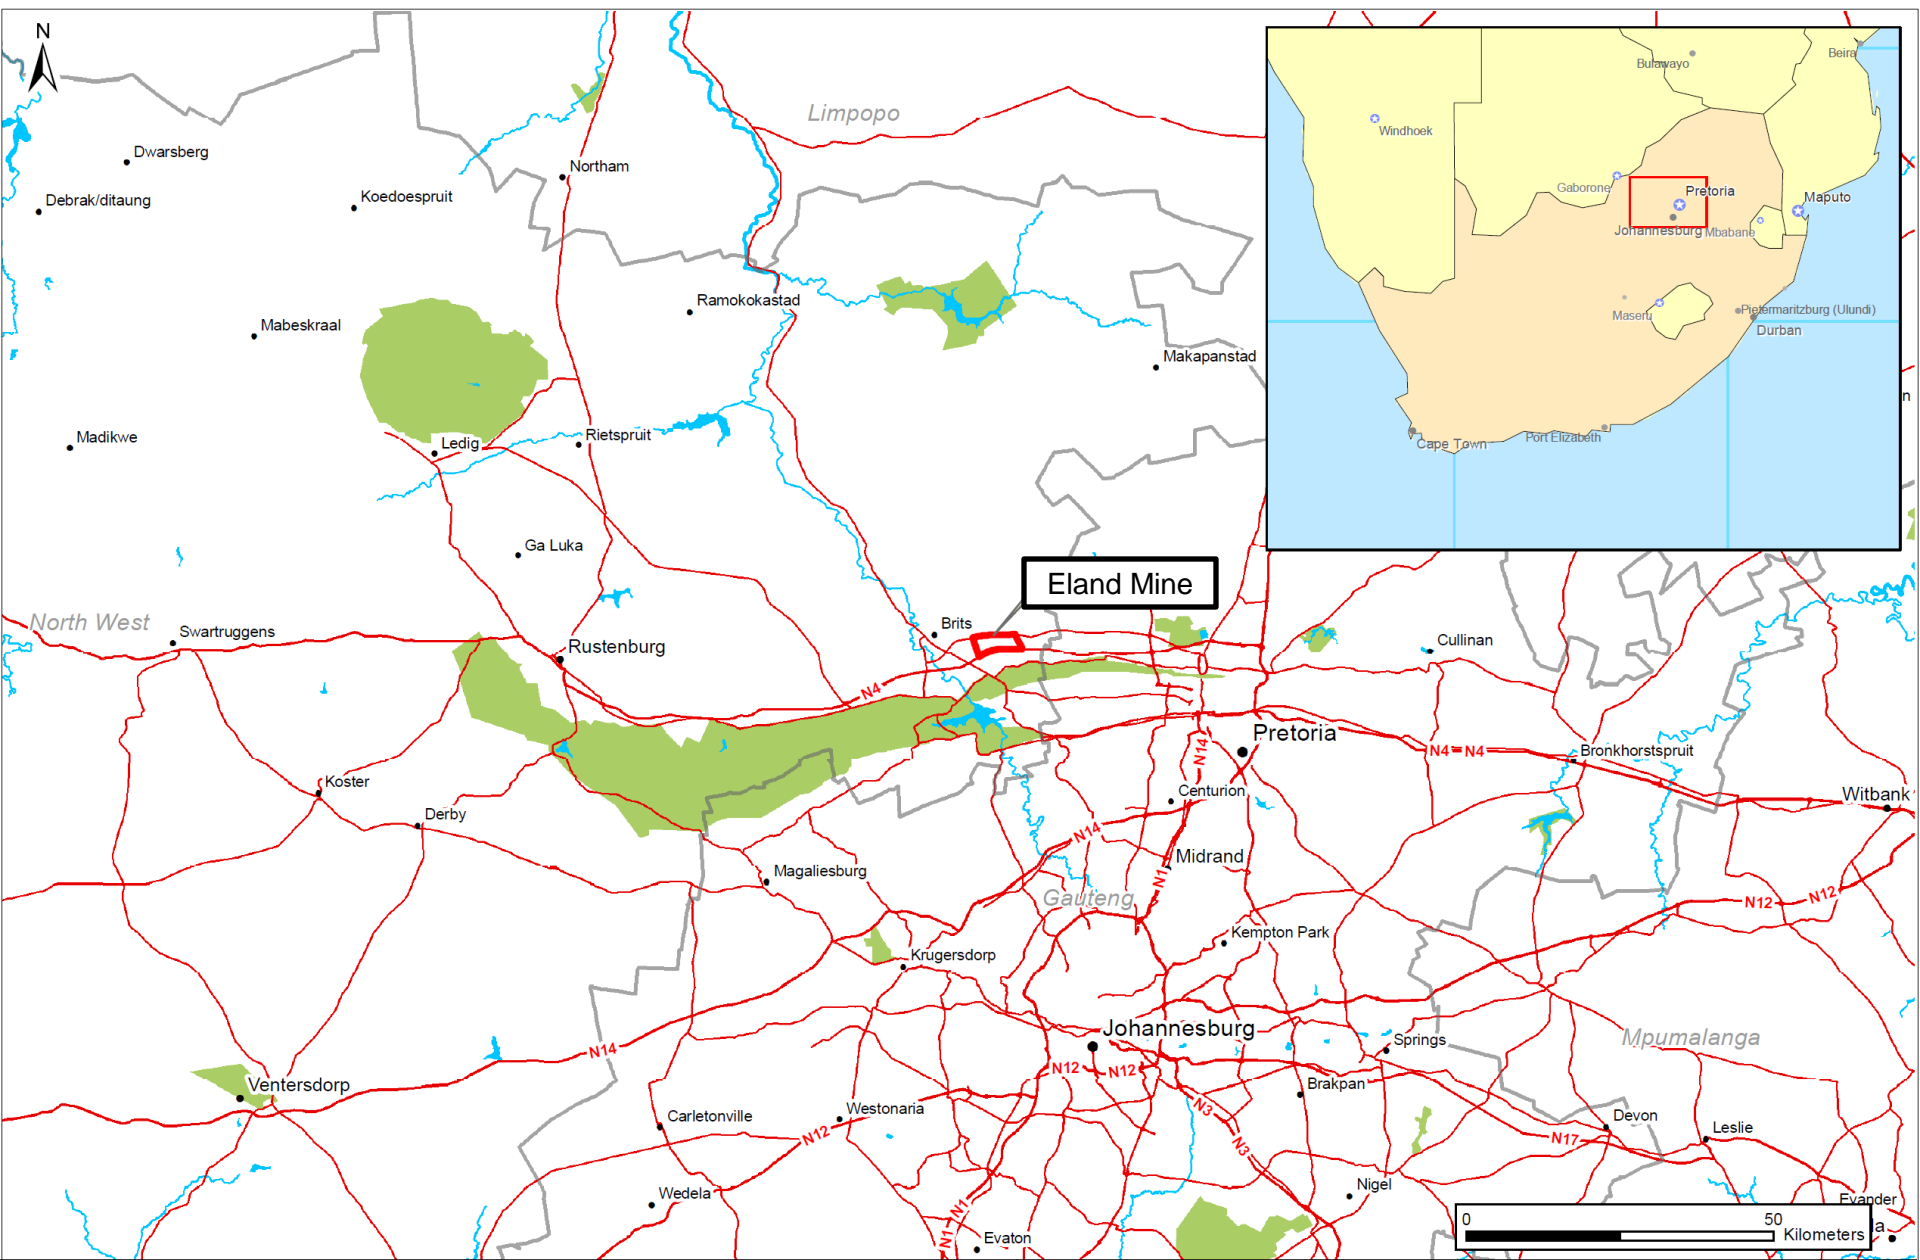 N
Limpopo
Dwarsberg
Debrak/ditaung
Koedoespruit
Northam
Ramokokastad
Mabeskraal
Makapanstad
Madikwe
Ledig
Rietspruit
Ga Luka
Eland Mine
North West
Swartruggens
Rustenburg
Brits
Cullinan
N4
Pretoria
N14
N4
N4
Bronkhorstspruit
Koster
Derby
Centurion
Witbank
N14
Midrand
Magaliesburg
N1
Gauteng
N12
N12
Kempton Park
Krugersdorp
Johannesburg
Springs
Mpumalanga
N14
N12
N12
Ventersdorp
Brakpan
Carletonville
Westonaria
N3
Devon
Leslie
N12
N3
N17
Wedela
Nigel
N1
N1
Evaton
Evander
la
n
0
50
Kilometers
Beira
Bulawayo
Windhoek
Gaborone
Pretoria
Maputo
Johannesburg
Mbabane
Maseru
Pietermaritzburg (Ulundi)
Durban
Cape Town
Port Elizabeth